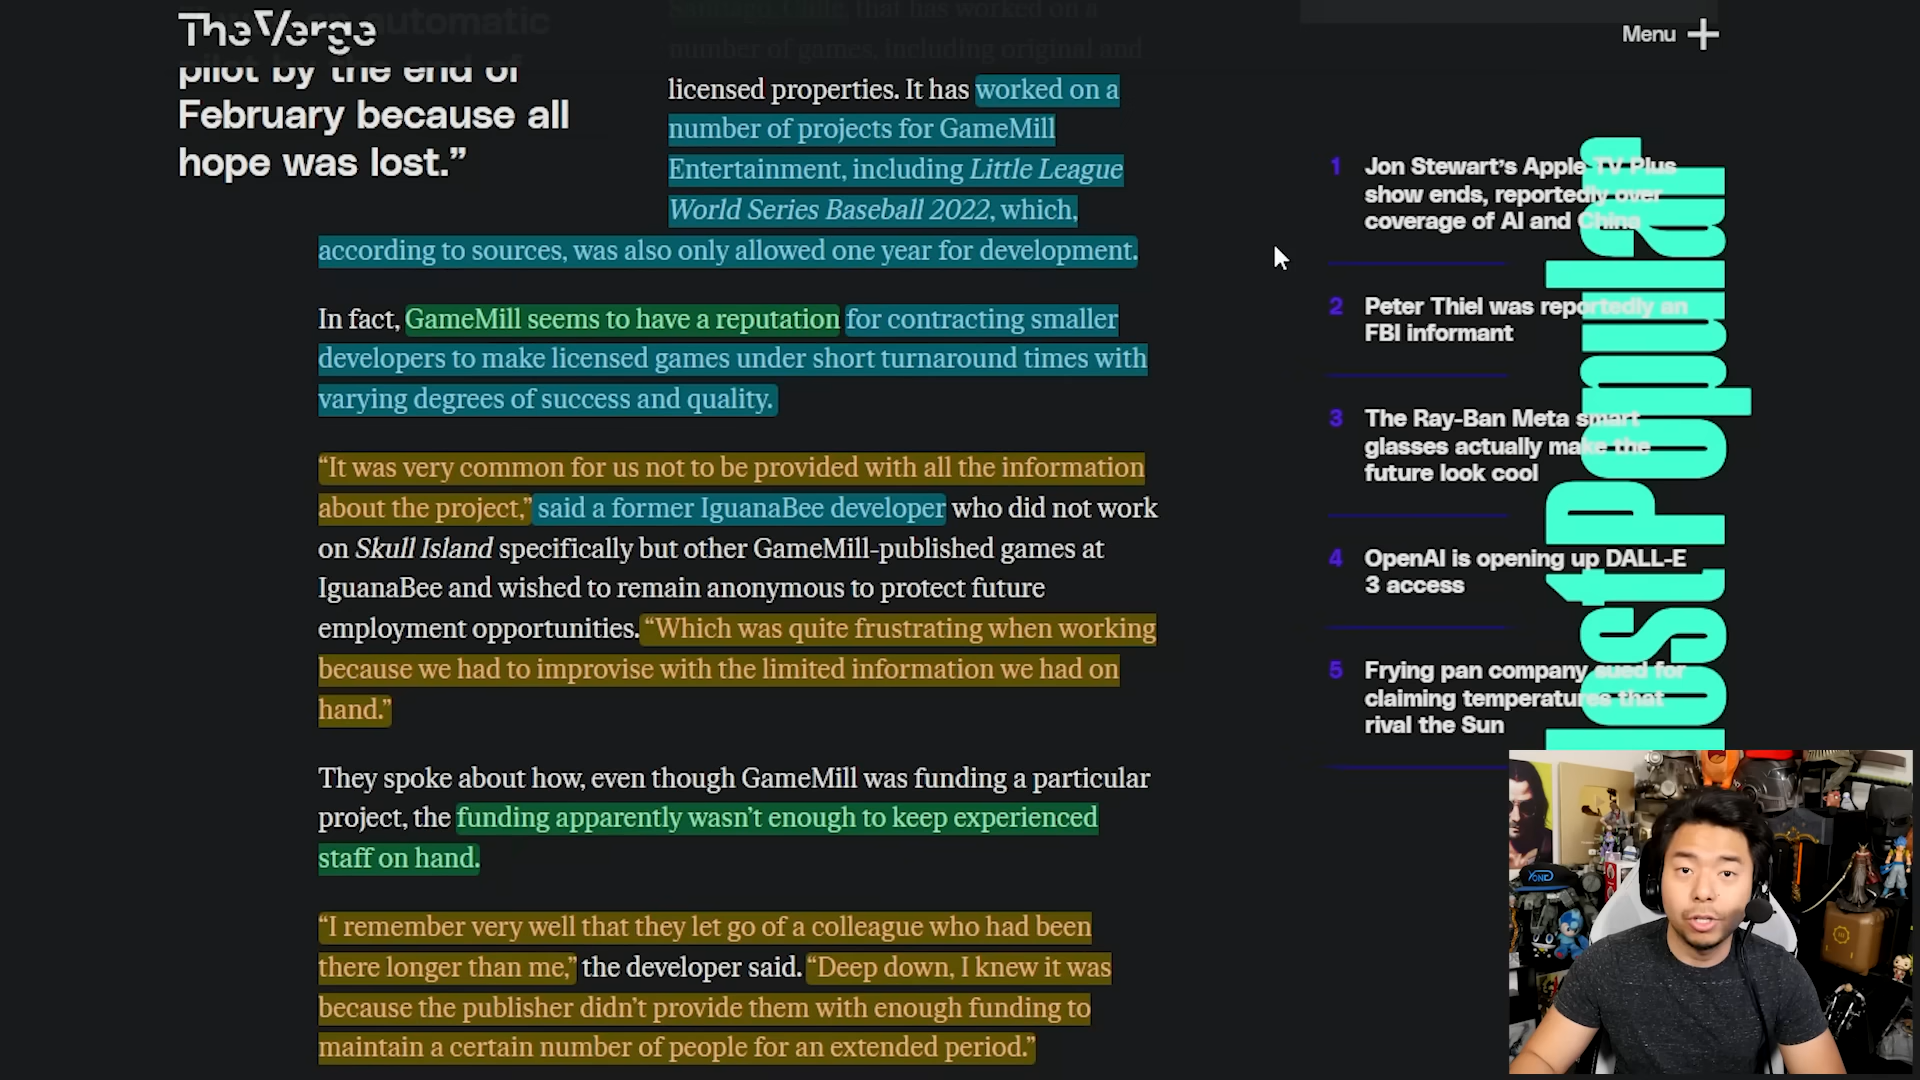 The Verge
Menu
automatic
pilot by the end of
February because all
hope was lost.”
that has worked on a
number of games, including original and
licensed properties. It has worked on a
number of projects for GameMill
Entertainment, including Little League
World Series Baseball 2022, which,
according to sources, was also only allowed one year for development.
In fact, GameMill seems to have a reputation for contracting smaller
developers to make licensed games under short turnaround times with
varying degrees of success and quality.
“It was very common for us not to be provided with all the information
about the project,” said a former IguanaBee developer who did not work
on Skull Island specifically but other GameMill-published games at
IguanaBee and wished to remain anonymous to protect future
employment opportunities. “Which was quite frustrating when working
because we had to improvise with the limited information we had on
hand.”
They spoke about how, even though GameMill was funding a particular
project, the funding apparently wasn’t enough to keep experienced
staff on hand.
“I remember very well that they let go of a colleague who had been
there longer than me,” the developer said. “Deep down, I knew it was
because the publisher didn’t provide them with enough funding to
maintain a certain number of people for an extended period.”
1 Jon Stewart’s Apple TV Plus
show ends, reportedly over
coverage of AI and China
2 Peter Thiel was reportedly an
FBI informant
3 The Ray-Ban Meta smart
glasses actually make the
future look cool
4 OpenAI is opening up DALL-E
3 access
5 Frying pan company sued for
claiming temperatures that
rival the Sun
ost Popular